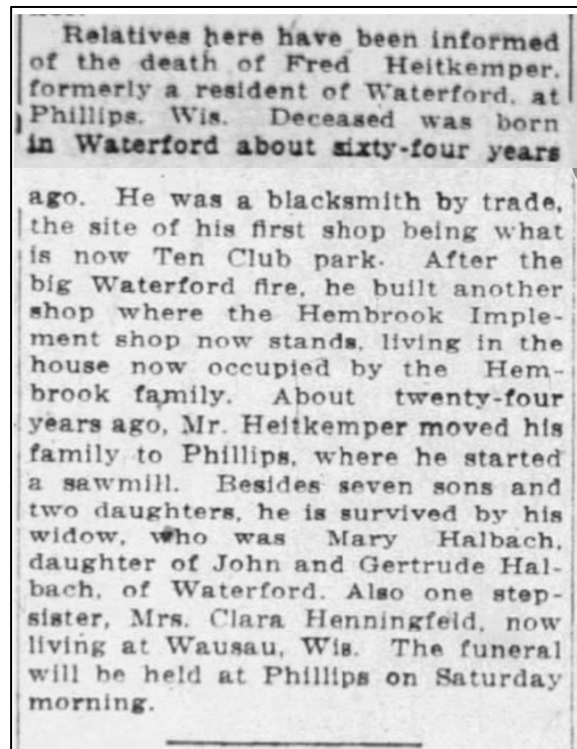 Relatives here have been informed
of the death of Fred Heitkemper,
formerly a resident of Waterford, at
Phillips, Wis. Deceased was born
in Waterford about sixty-four years
ago. He was a blacksmith by trade,
the site of his first shop being what
is now Ten Club park. After the
big Waterford fire, he built another
shop where the Hembrook Imple-
ment shop now stands, living in the
house now occupied by the Hem-
brook family. About twenty-four
years ago, Mr. Heitkemper moved his
family to Phillips, where he started
a sawmill. Besides seven sons and
two daughters, he is survived by his
widow, who was Mary Halbach,
daughter of John and Gertrude Hal-
bach, of Waterford. Also one step-
sister, Mrs. Clara Henningfeld, now
living at Wausau, Wis. The funeral
will be held at Phillips on Saturday
morning.